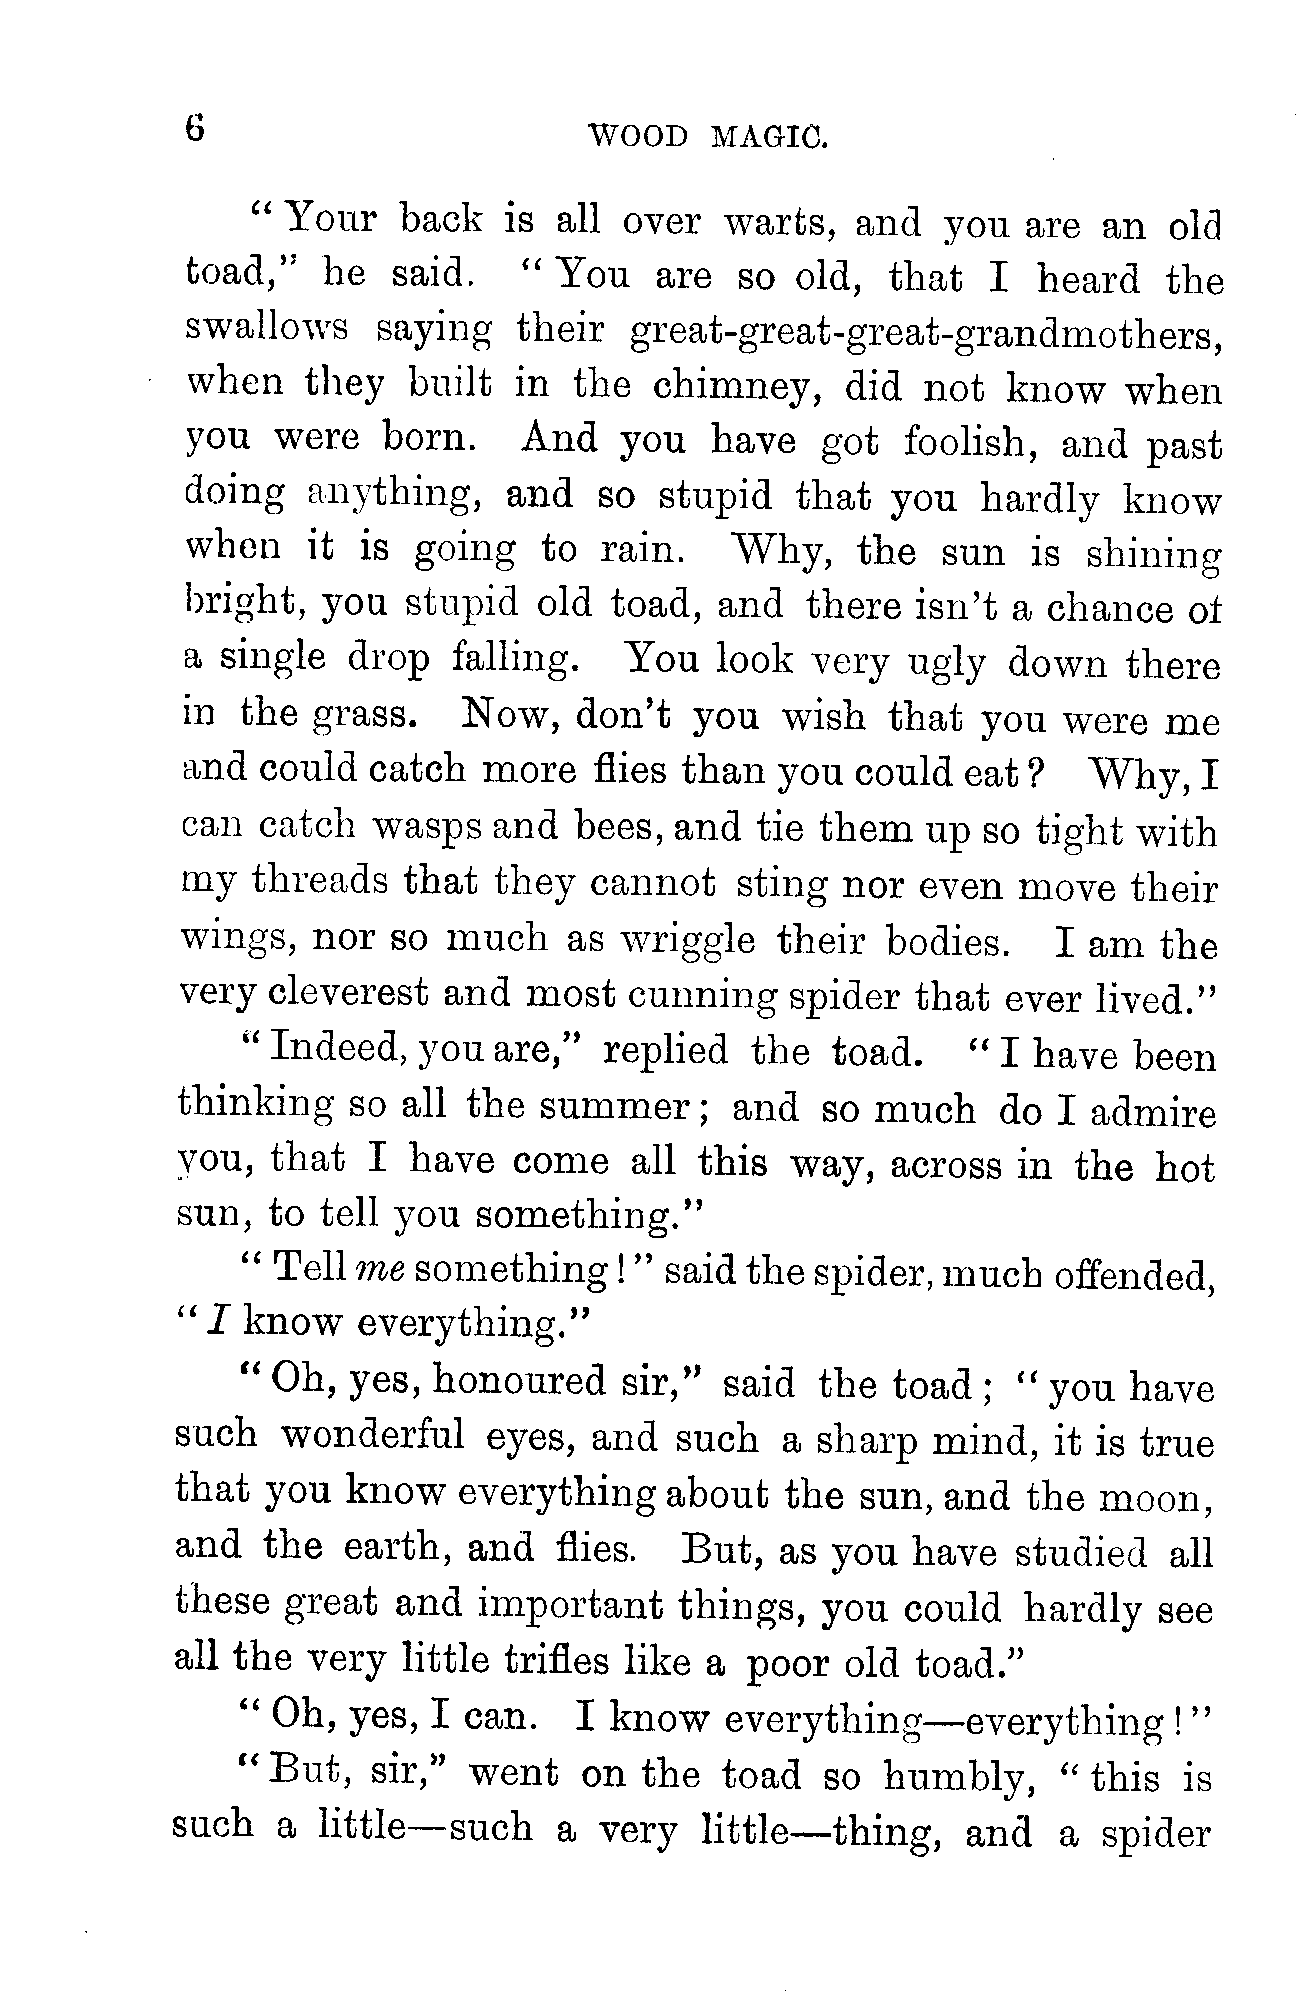 6 WOOD MAGIC.
“Your back is all over warts, and you are an old
toad,” he said. “You are so old, that I heard the
swallows saying their great-great-great-grandmothers,
when they built in the chimney, did not know when
you were born. And you have got foolish, and past
doing anything, and so stupid that you hardly know
when it is going to rain. Why, the sun is shining
bright, you stupid old toad, and there isn’t a chance of
a single drop falling. You look very ugly down there
in the grass. Now, don’t you wish that you were me
and could catch more flies than you could eat? Why, I
can catch wasps and bees, and tie them up so tight with
my threads that they cannot sting nor even move their
wings, nor so much as wriggle their bodies. I am the
very cleverest and most cunning spider that ever lived.”
“Indeed, you are,” replied the toad. “I have been
thinking so all the summer; and so much do I admire
you, that I have come all this way, across in the hot
sun, to tell you something.”
“Tell me something!” said the spider, much offended,
“I know everything.”
“Oh, yes, honoured sir,” said the toad; “you have
such wonderful eyes, and such a sharp mind, it is true
that you know everything about the sun, and the moon,
and the earth, and flies. But, as you have studied all
these great and important things, you could hardly see
all the very little trifles like a poor old toad.”
“Oh, yes, I can. I know everything—everything!”
“But, sir,” went on the toad so humbly, “this is
such a little—such a very little—thing, and a spider